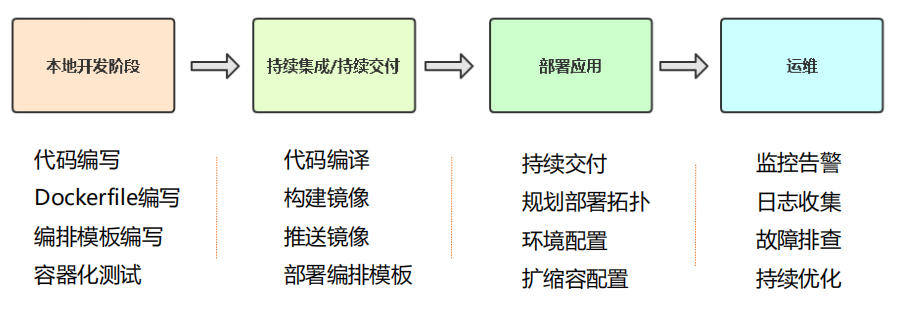 本地开发阶段
持续集成/持续交付
部署应用
运维
代码编写
Dockerfile编写
编排模板编写
容器化测试
代码编译
构建镜像
推送镜像
部署编排模板
持续交付
规划部署拓扑
环境配置
扩缩容配置
监控告警
日志收集
故障排查
持续优化